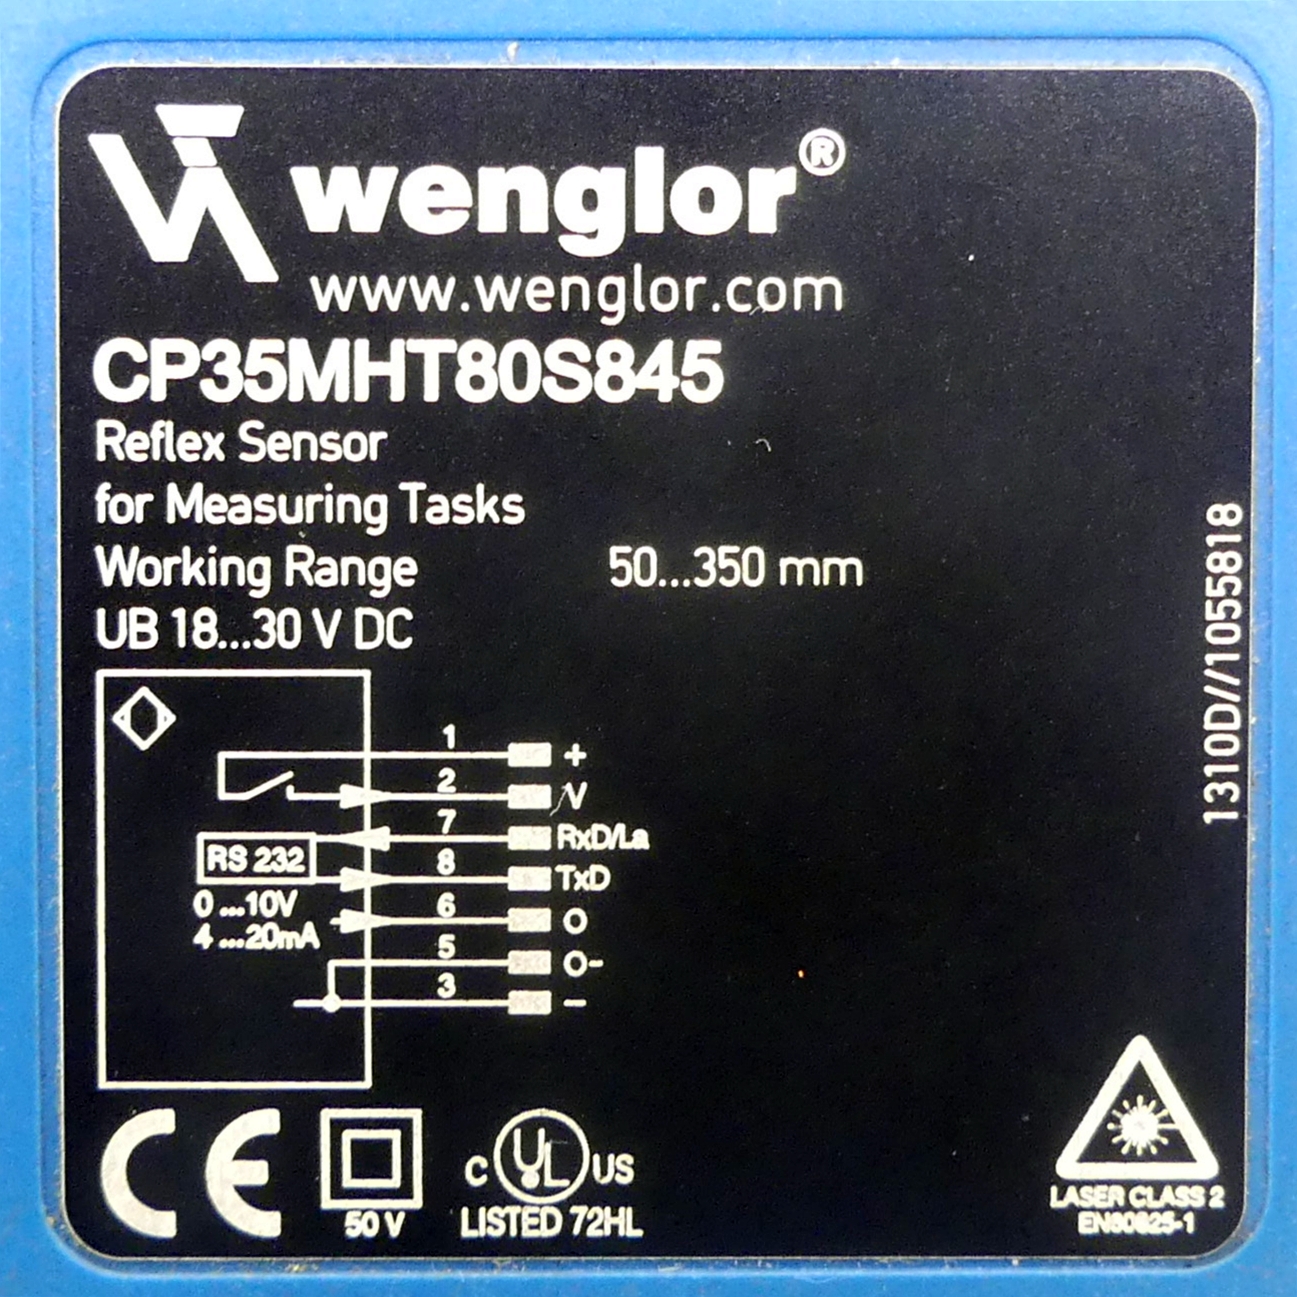 wenglor®
www.wenglor.com
CP35MHT80S845
Reflex Sensor
for Measuring Tasks
Working Range 50...350 mm
UB 18...30 V DC
1 +
2 V
7 RxD/La
RS 232
8 TxD
0 ...10V
6 O
4 ...20mA
5 O-
3 -
1310D//1055818
CE
50 V
C UL US
LISTED 72HL
LASER CLASS 2
EN60825-1